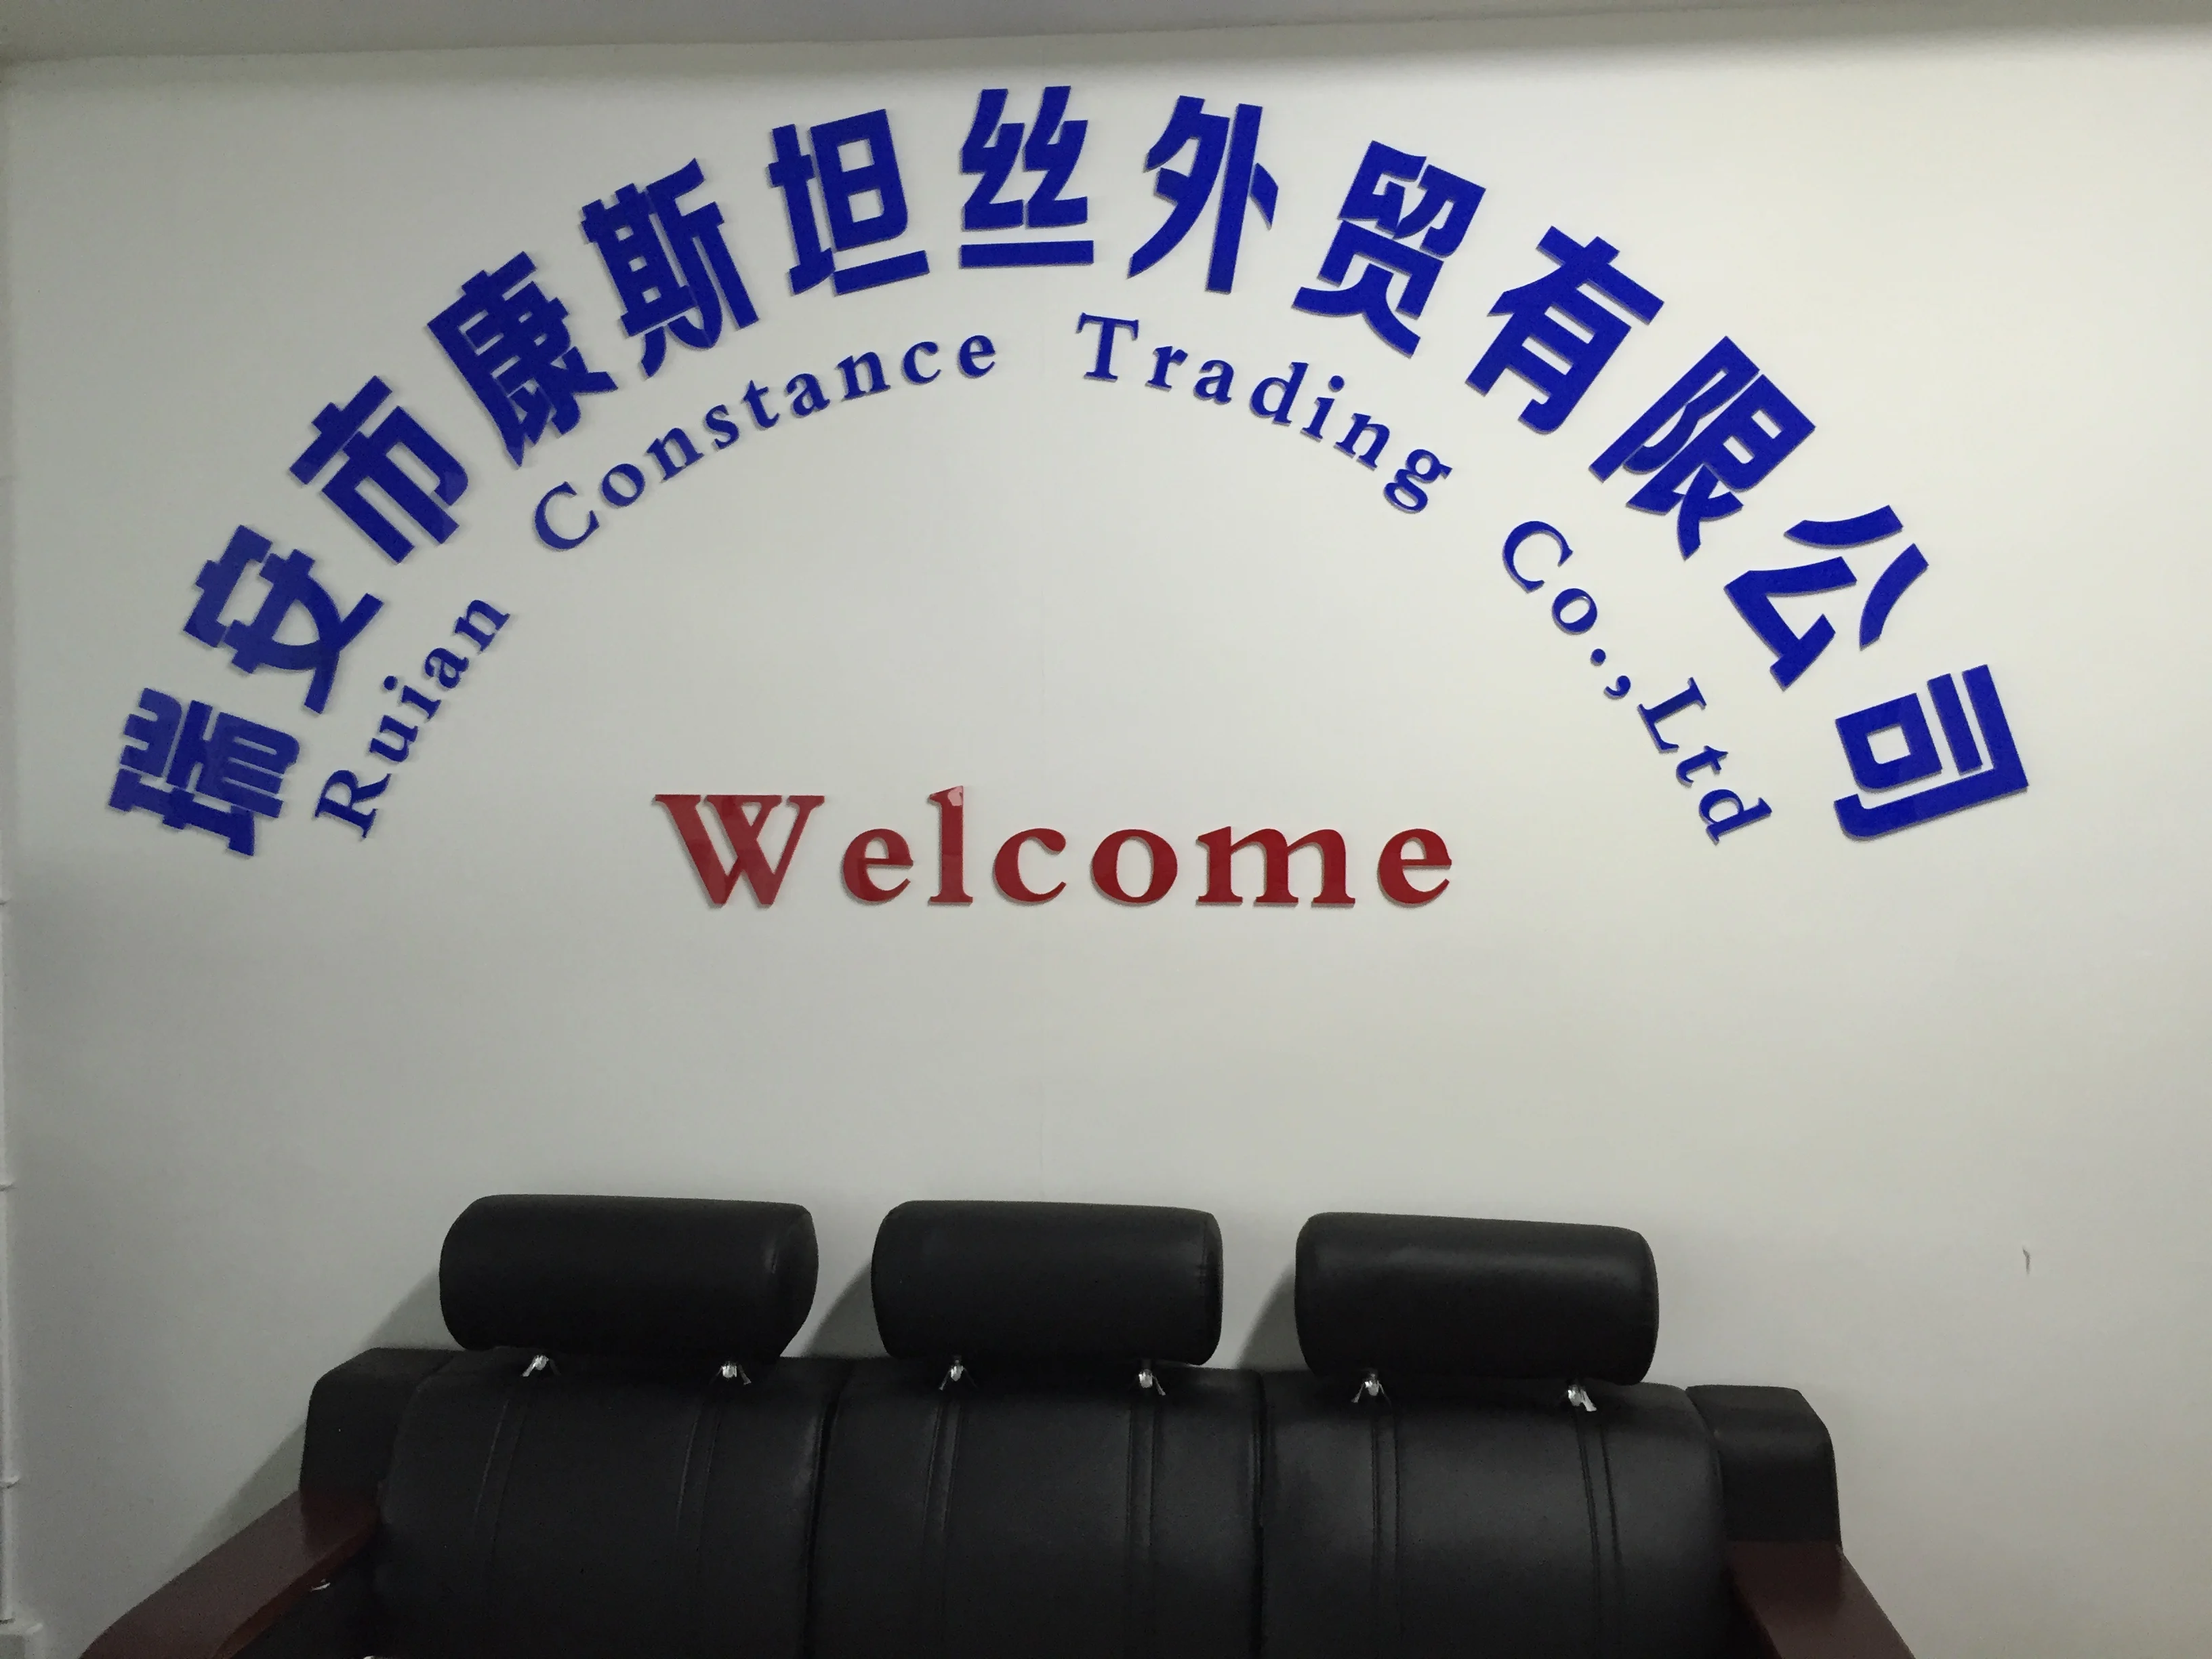 瑞安市康斯坦丝外贸有限公司
Ruian Constance Trading Co.,Ltd
Welcome